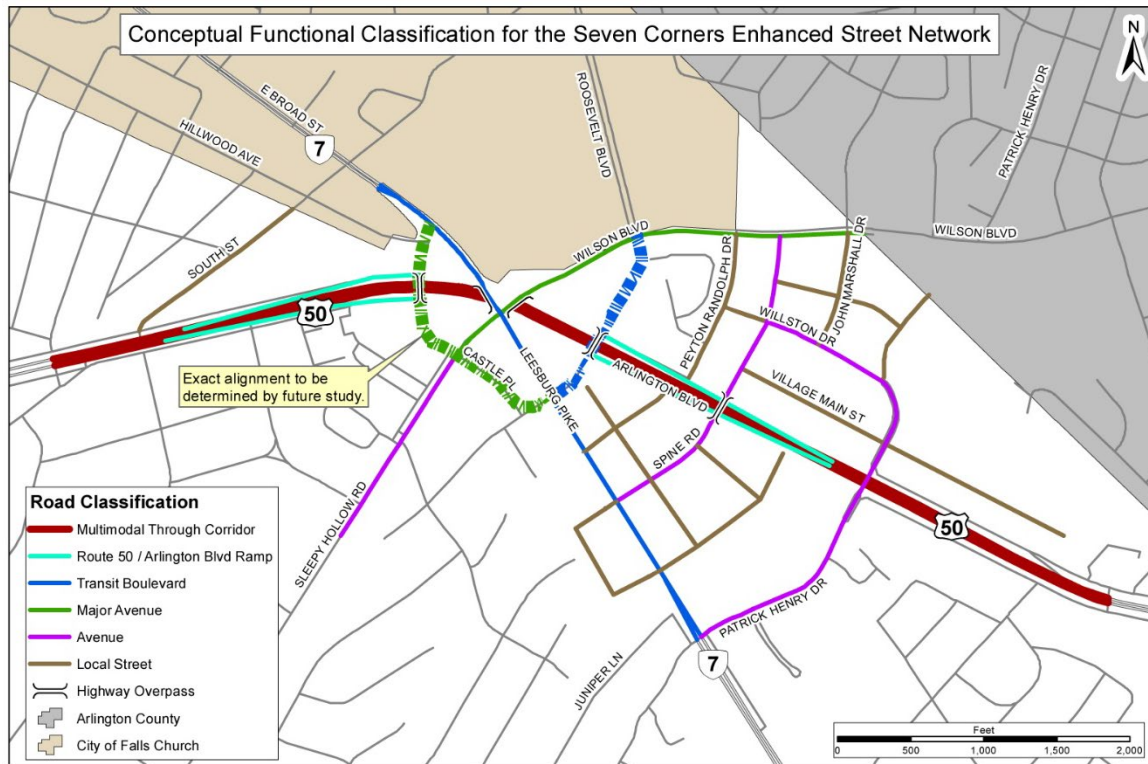 Conceptual Functional Classification for the Seven Corners Enhanced Street Network
N
E BROAD ST
7
HILLWOOD AVE
ROOSEVELT BLVD
PATRICK HENRY DR
SOUTH ST
WILSON BLVD
WILSON BLVD
PEYTON RANDOLPH DR
JOHN MARSHALL DR
50
WILLSTON DR
CASTLE PL
LEESBURG PIKE
ARLINGTON BLVD
VILLAGE MAIN ST
Exact alignment to be
determined by future study.
SPINE RD
SLEEPY HOLLOW RD
50
PATRICK HENRY DR
JUNIPER LN
7
Road Classification
Multimodal Through Corridor
Route 50 / Arlington Blvd Ramp
Transit Boulevard
Major Avenue
Avenue
Local Street
Highway Overpass
Arlington County
City of Falls Church
Feet
0 500 1,000 1,500 2,000